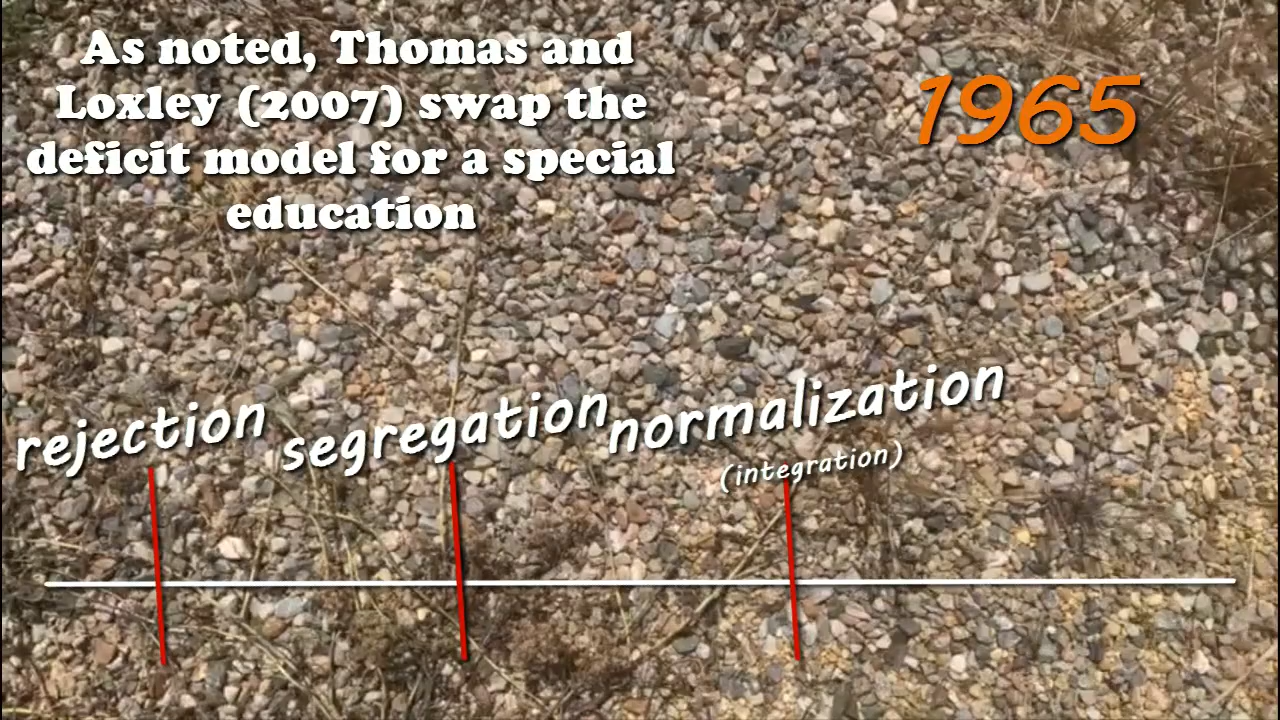 As noted, Thomas and
Loxley (2007) swap the
deficit model for a special
education
1965
rejection
segregation
normalization
(integration)